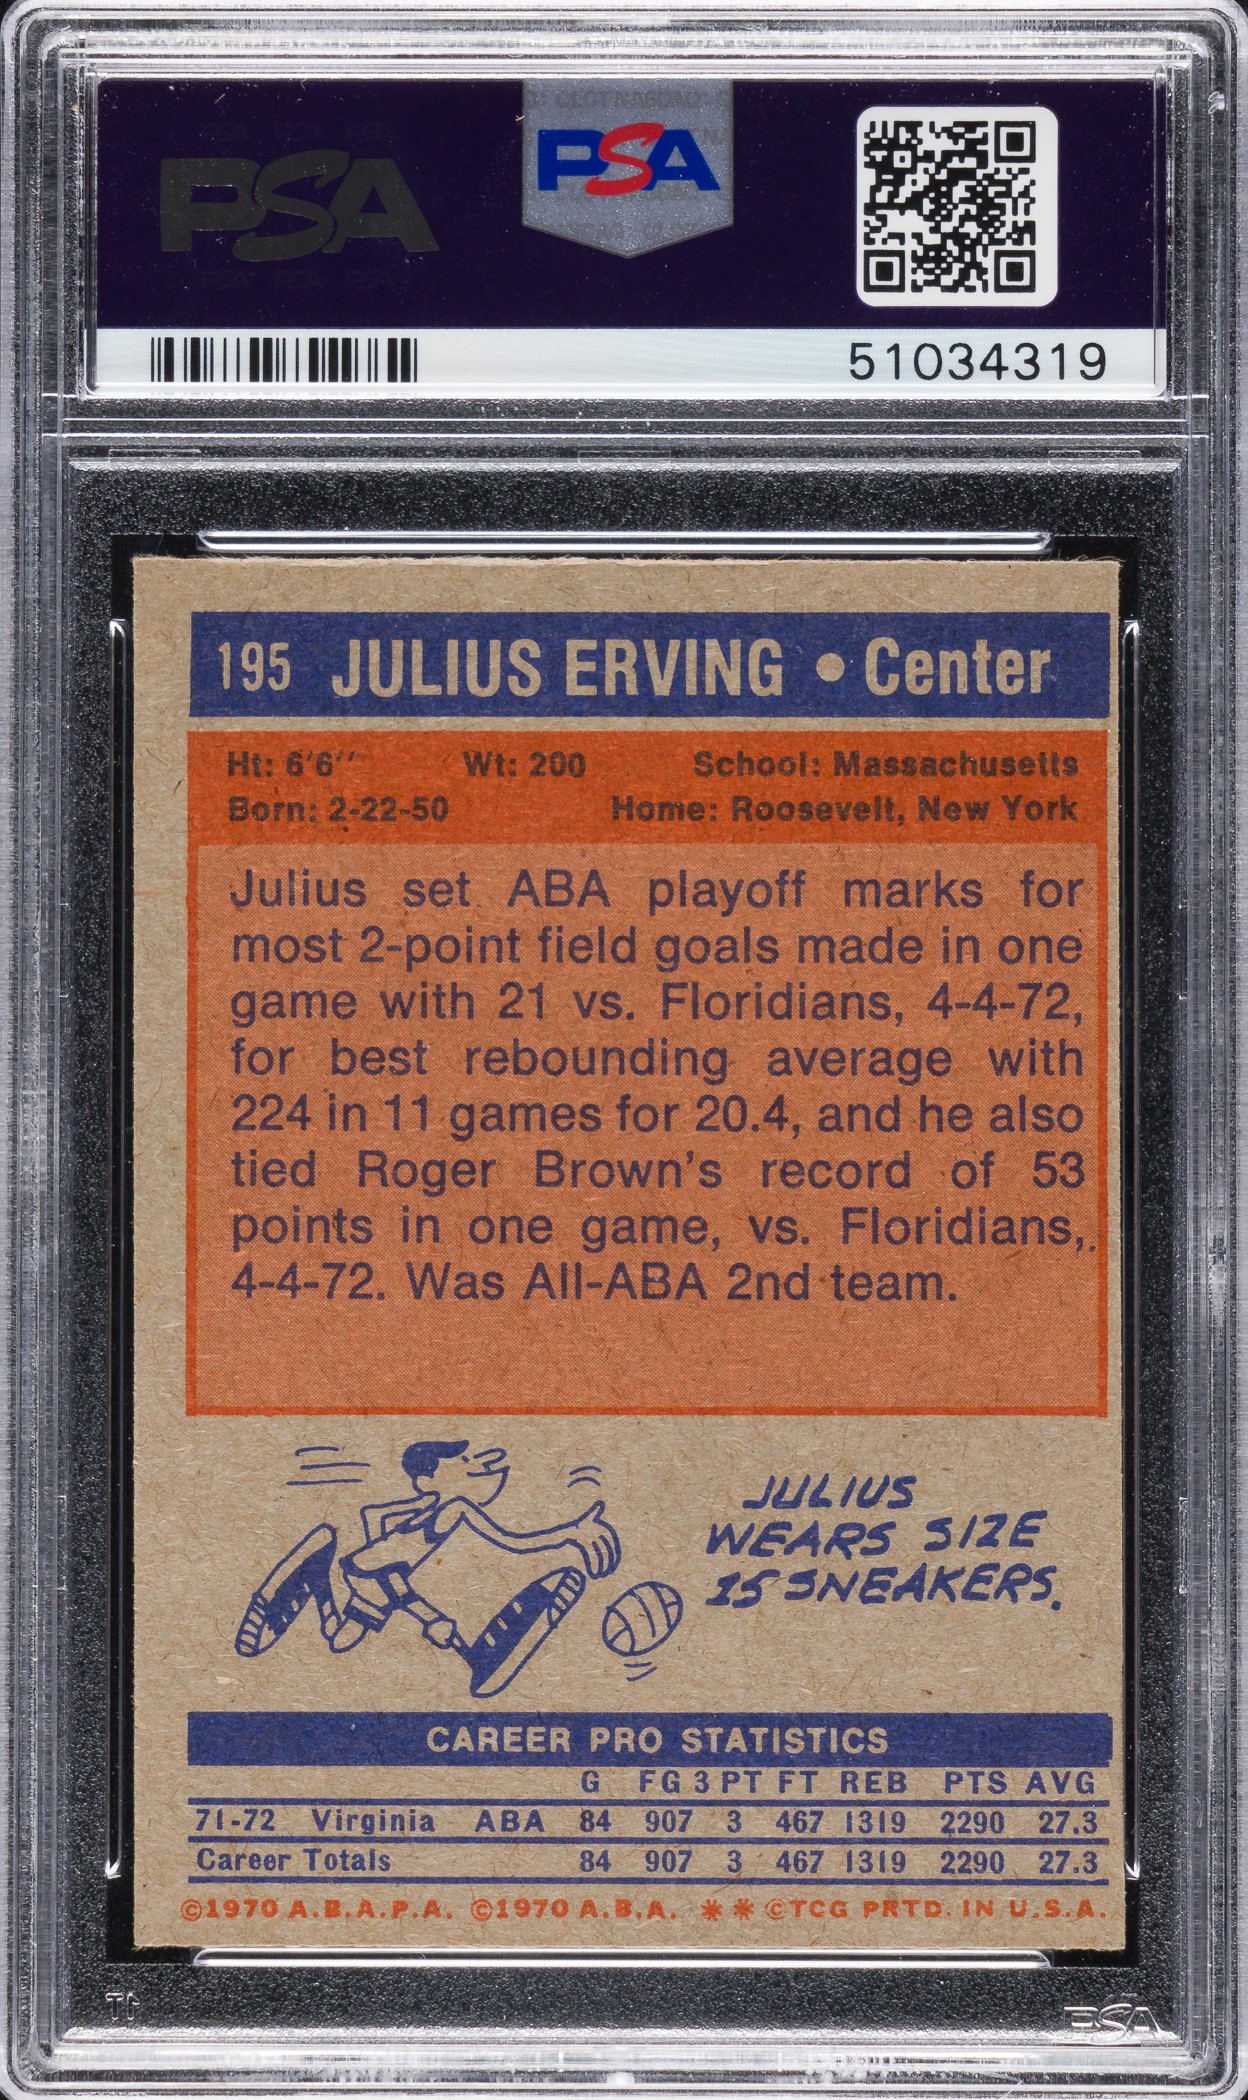 PSA
PSA
51034319
195 JULIUS ERVING • Center
Ht: 6'6" Wt: 200 School: Massachusetts
Born: 2-22-50 Home: Roosevelt, New York
Julius set ABA playoff marks for
most 2-point field goals made in one
game with 21 vs. Floridians, 4-4-72,
for best rebounding average with
224 in 11 games for 20.4, and he also
tied Roger Brown's record of 53
points in one game, vs. Floridians,
4-4-72. Was All-ABA 2nd team.
JULIUS
WEARS SIZE
15 SNEAKERS.
CAREER PRO STATISTICS
G FG 3 PT FT REB PTS AVG
71-72 Virginia ABA 84 907 3 467 1319 2290 27.3
Career Totals 84 907 3 467 1319 2290 27.3
©1970 A.B.A.P.A. ©1970 A.B.A. ** ©TCG PRTD. IN U.S.A.
PSA